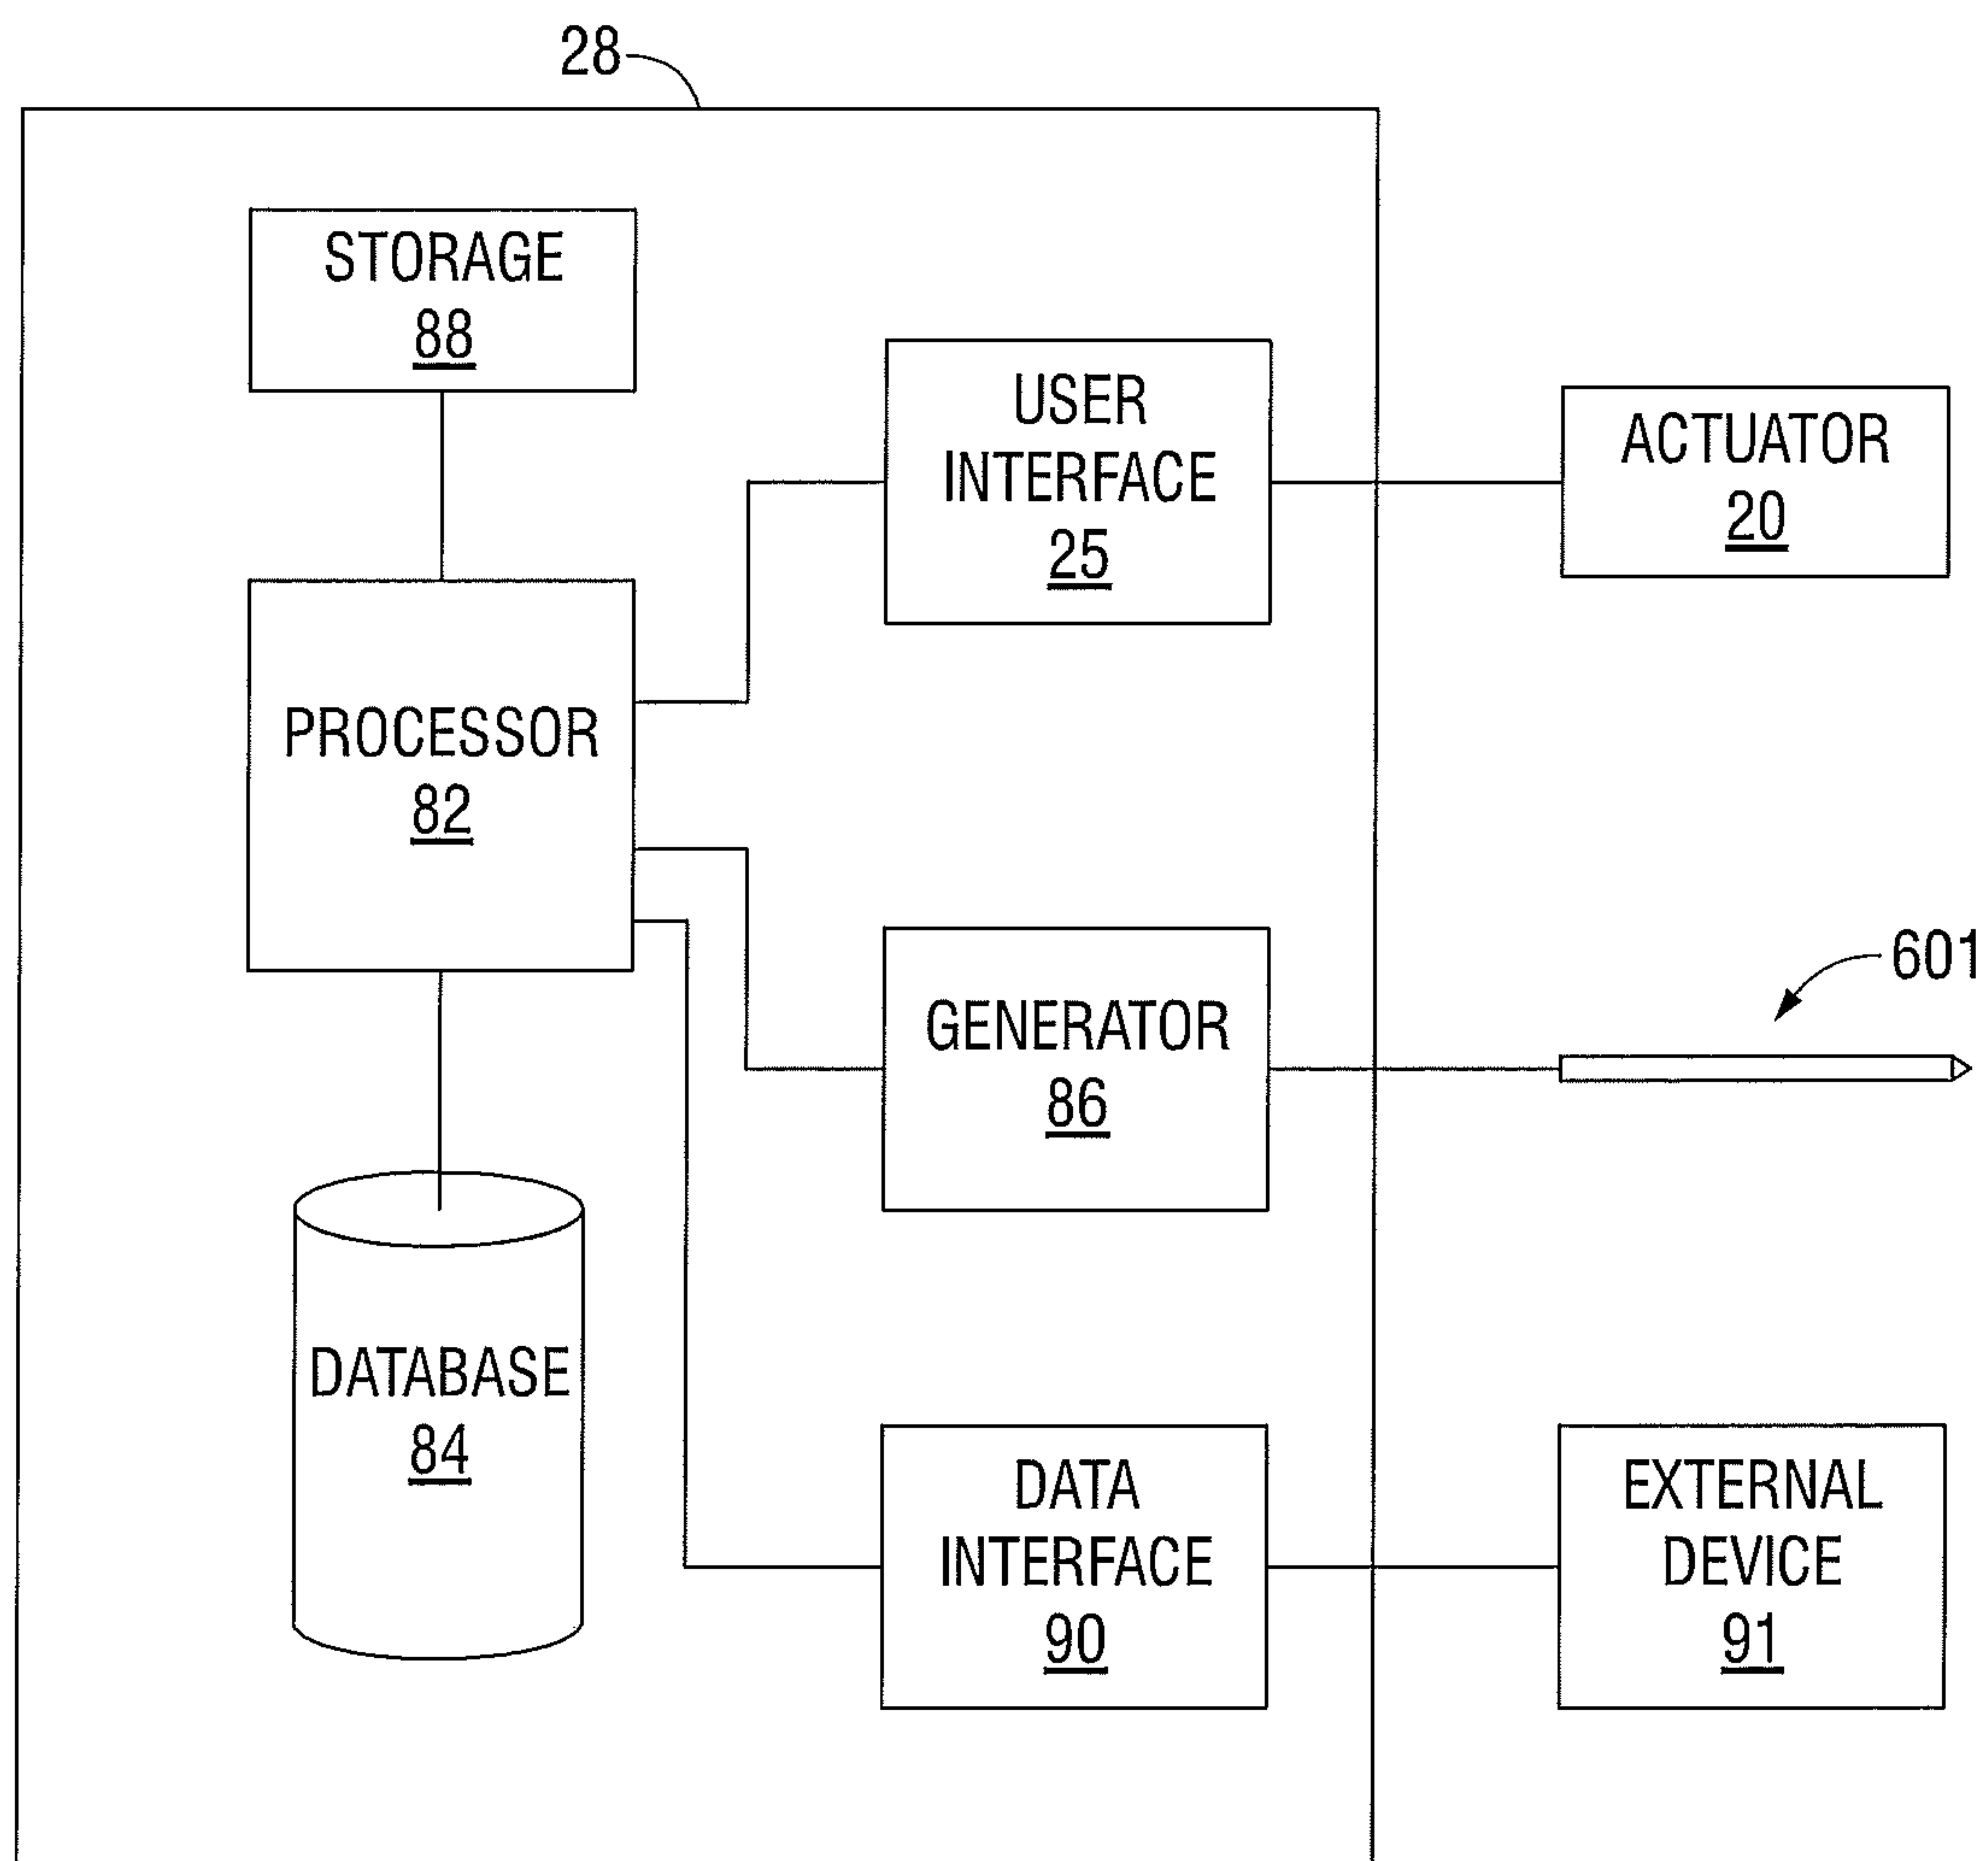 28
STORAGE
88
USER
INTERFACE
25
ACTUATOR
20
PROCESSOR
82
601
GENERATOR
86
DATABASE
84
DATA
INTERFACE
90
EXTERNAL
DEVICE
91